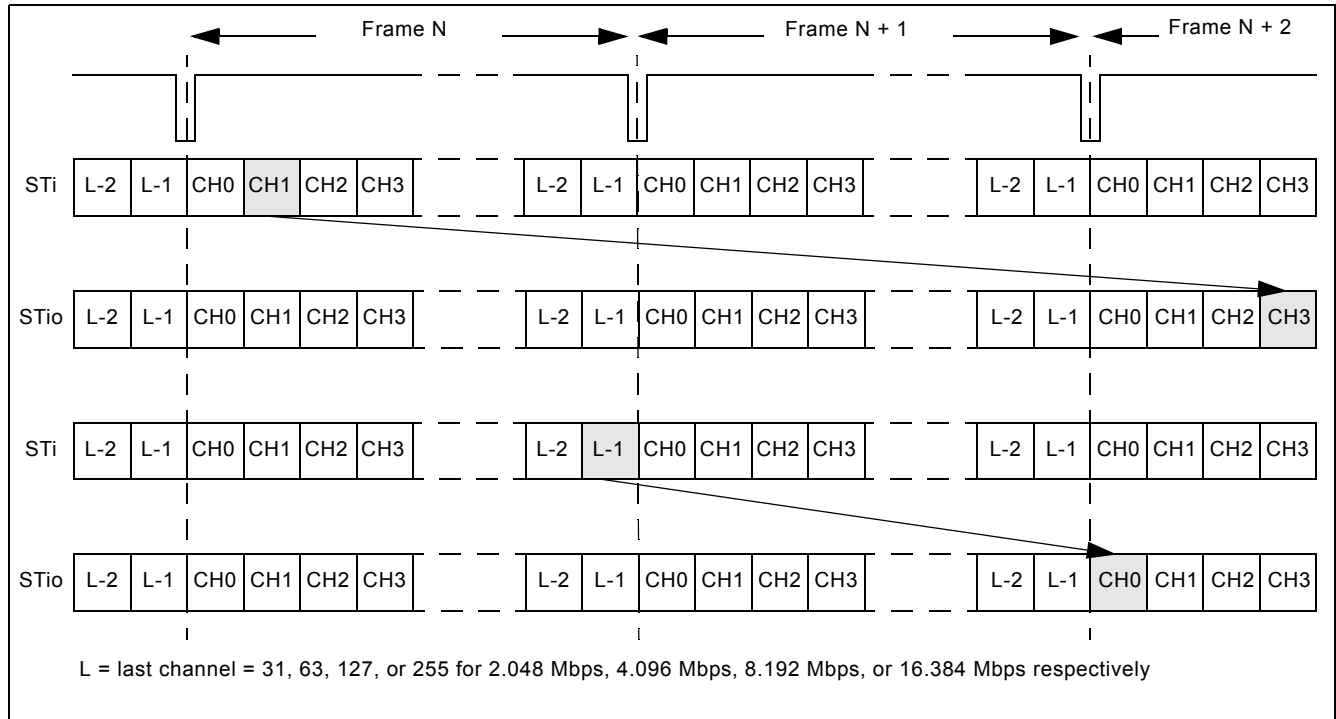 Frame N Frame N + 1 Frame N + 2
STi L-2 L-1 CH0 CH1 CH2 CH3 L-2 L-1 CH0 CH1 CH2 CH3 L-2 L-1 CH0 CH1 CH2 CH3
STio L-2 L-1 CH0 CH1 CH2 CH3 L-2 L-1 CH0 CH1 CH2 CH3 L-2 L-1 CH0 CH1 CH2 CH3
STi L-2 L-1 CH0 CH1 CH2 CH3 L-2 L-1 CH0 CH1 CH2 CH3 L-2 L-1 CH0 CH1 CH2 CH3
STio L-2 L-1 CH0 CH1 CH2 CH3 L-2 L-1 CH0 CH1 CH2 CH3 L-2 L-1 CH0 CH1 CH2 CH3
L = last channel = 31, 63, 127, or 255 for 2.048 Mbps, 4.096 Mbps, 8.192 Mbps, or 16.384 Mbps respectively